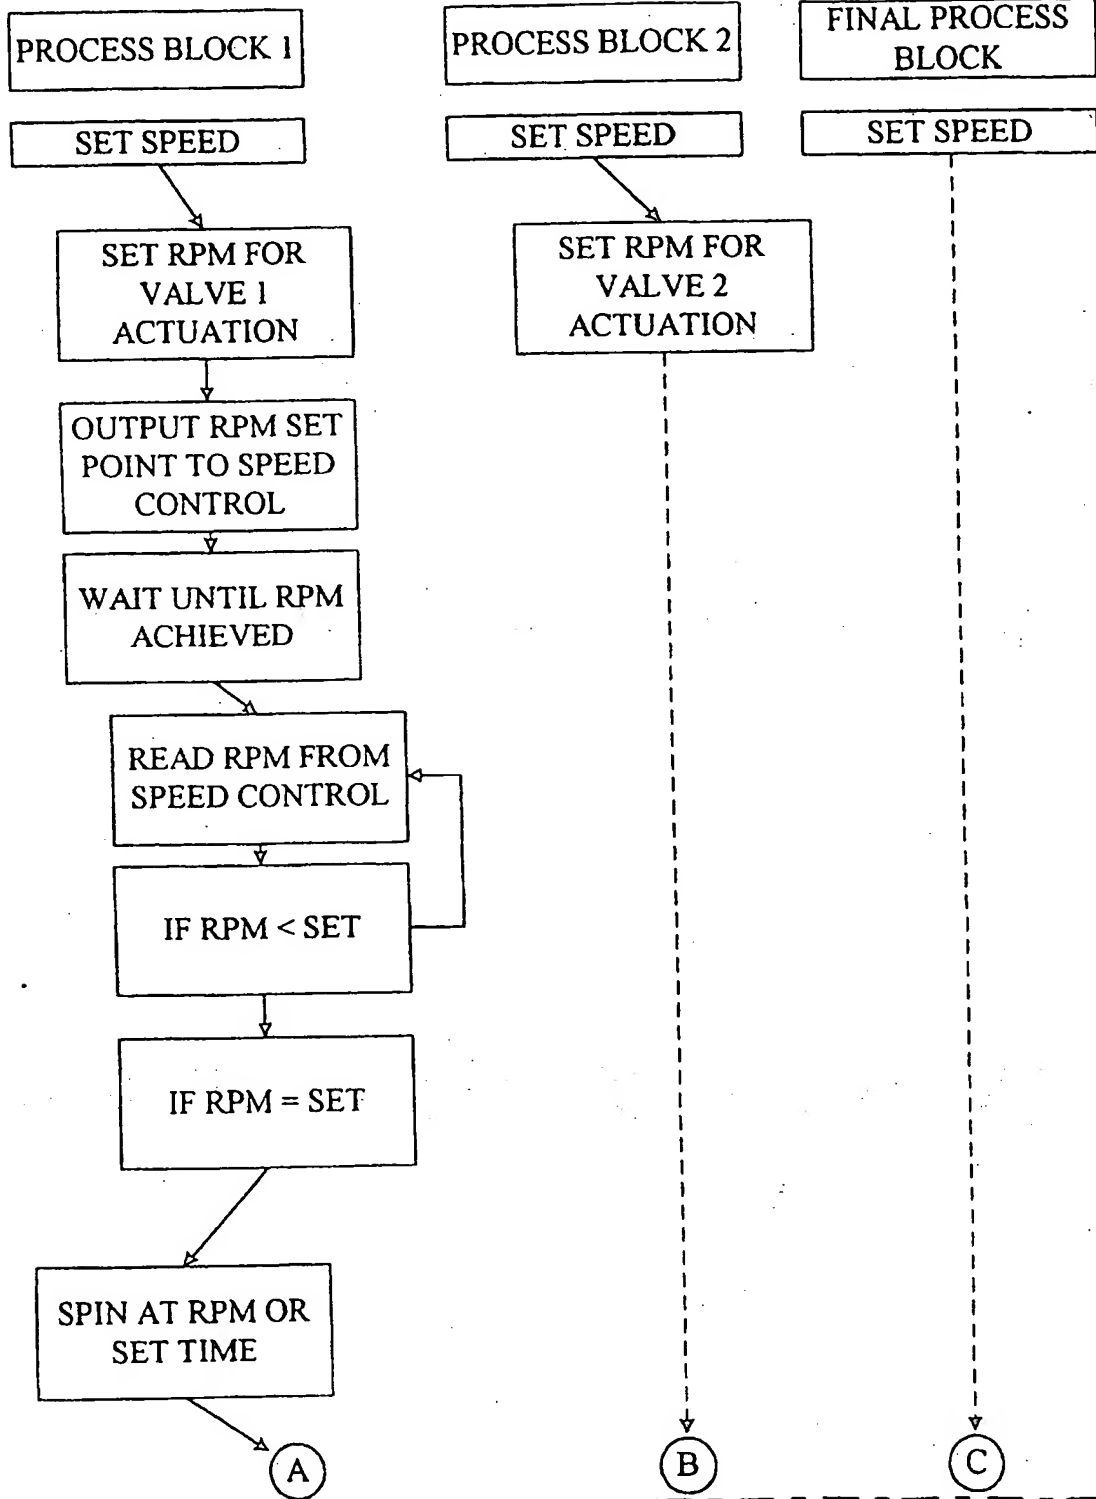 PROCESS BLOCK 1
SET SPEED
SET RPM FOR
VALVE 1
ACTUATION
OUTPUT RPM SET
POINT TO SPEED
CONTROL
WAIT UNTIL RPM
ACHIEVED
READ RPM FROM
SPEED CONTROL
IF RPM < SET
IF RPM = SET
SPIN AT RPM OR
SET TIME
A
PROCESS BLOCK 2
SET SPEED
SET RPM FOR
VALVE 2
ACTUATION
B
FINAL PROCESS
BLOCK
SET SPEED
C